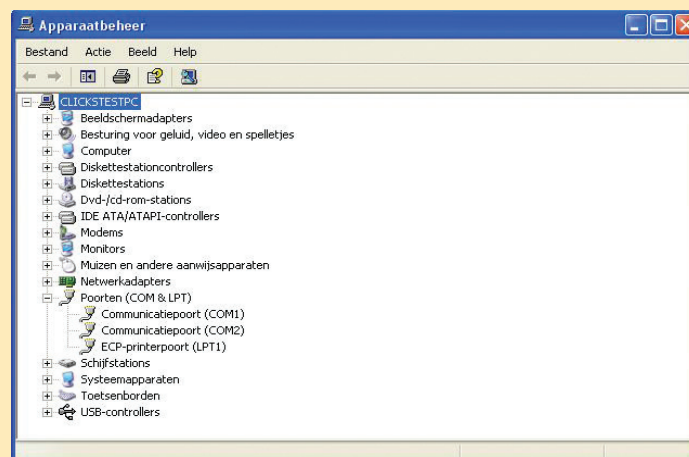 Apparaatbeheer
Bestand Actie Beeld Help
CLICKSTESTPC
Beeldschermadapters
Besturing voor geluid, video en spelletjes
Computer
Diskettestationcontrollers
Diskettestations
Dvd-/cd-rom-stations
IDE ATA/ATAPI-controllers
Modems
Monitors
Muizen en andere aanwijsapparaten
Netwerkadapters
Poorten (COM & LPT)
Communicatiepoort (COM1)
Communicatiepoort (COM2)
ECP-printerpoort (LPT1)
Schijfstations
Systeemapparaten
Toetsenborden
USB-controllers